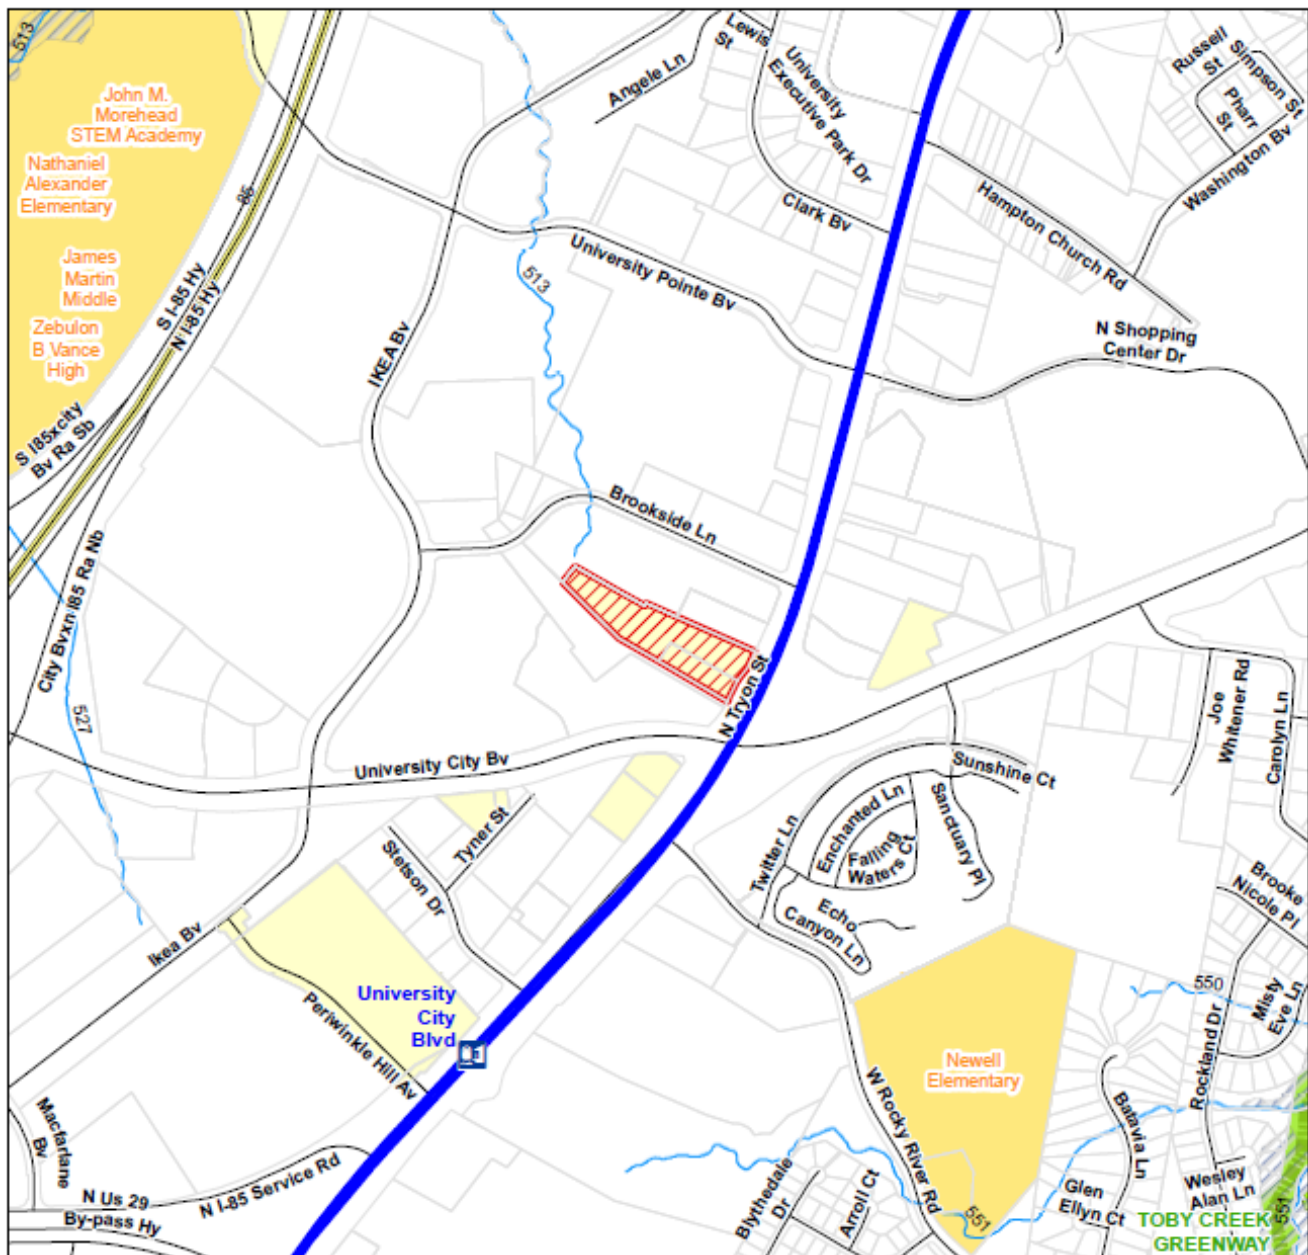 513
John M.
Morehead
STEM Academy
Nathaniel
Alexander
Elementary
James
Martin
Middle
Zebulon
B Vance
High
85
S I-85 Hy
N I-85 Hy
S I85xcity
Bv Ra Sb
City Bvxn I85 Ra Nb
527
IKEA Bv
513
Angele Ln
Lewis
St
University
Executive Park Dr
Clark Bv
University Pointe Bv
Russell
St
Simpson St
Pharr
St
Washington Bv
Hampton Church Rd
N Shopping
Center Dr
Brookside Ln
N Tryon St
University City Bv
Joe
Whitener Rd
Carolyn Ln
Sunshine Ct
Sanctuary Pl
Enchanted Ln
Falling
Waters Ct
Twitter Ln
Echo
Canyon Ln
Tyner St
Stetson Dr
Ikea Bv
Periwinkle Hill Av
University
City
Blvd
Brooke
Nicole Pl
550
Misty
Eve Ln
Rockland Dr
Newell
Elementary
W Rocky River Rd
Batavia Ln
Macfarlane
Bv
N Us 29
By-pass Hy
N I-85 Service Rd
Blythedale
Dr
Arroll Ct
551
Glen
Ellyn Ct
Wesley
Alan Ln
551
TOBY CREEK
GREENWAY